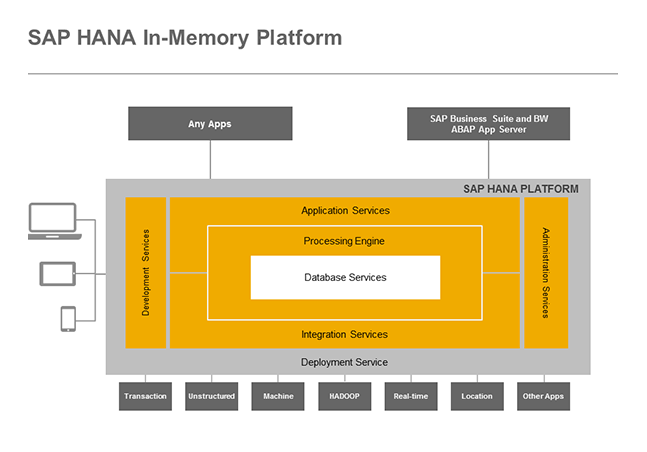 SAP HANA In-Memory Platform
Any Apps
SAP Business Suite and BW
ABAP App Server
SAP HANA PLATFORM
Application Services
Processing Engine
Database Services
Development Services
Administration Services
Integration Services
Deployment Service
Transaction
Unstructured
Machine
HADOOP
Real-time
Location
Other Apps